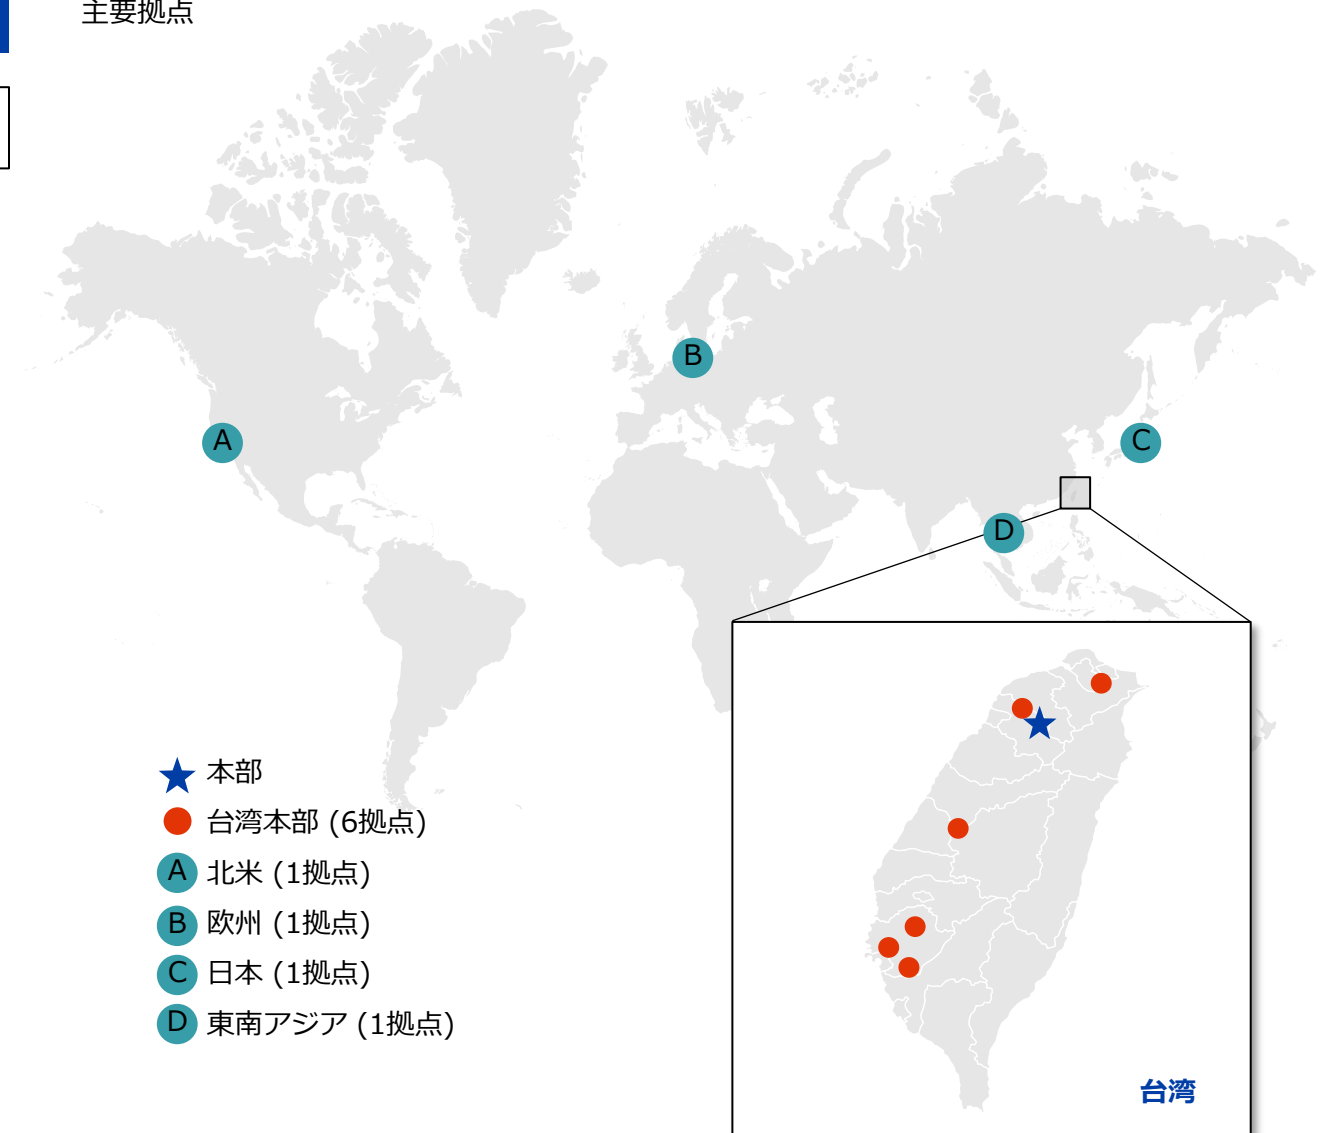 主要拠点
A
B
C
D
本部
台湾本部 (6拠点)
A 北米 (1拠点)
B 欧州 (1拠点)
C 日本 (1拠点)
D 東南アジア (1拠点)
台湾